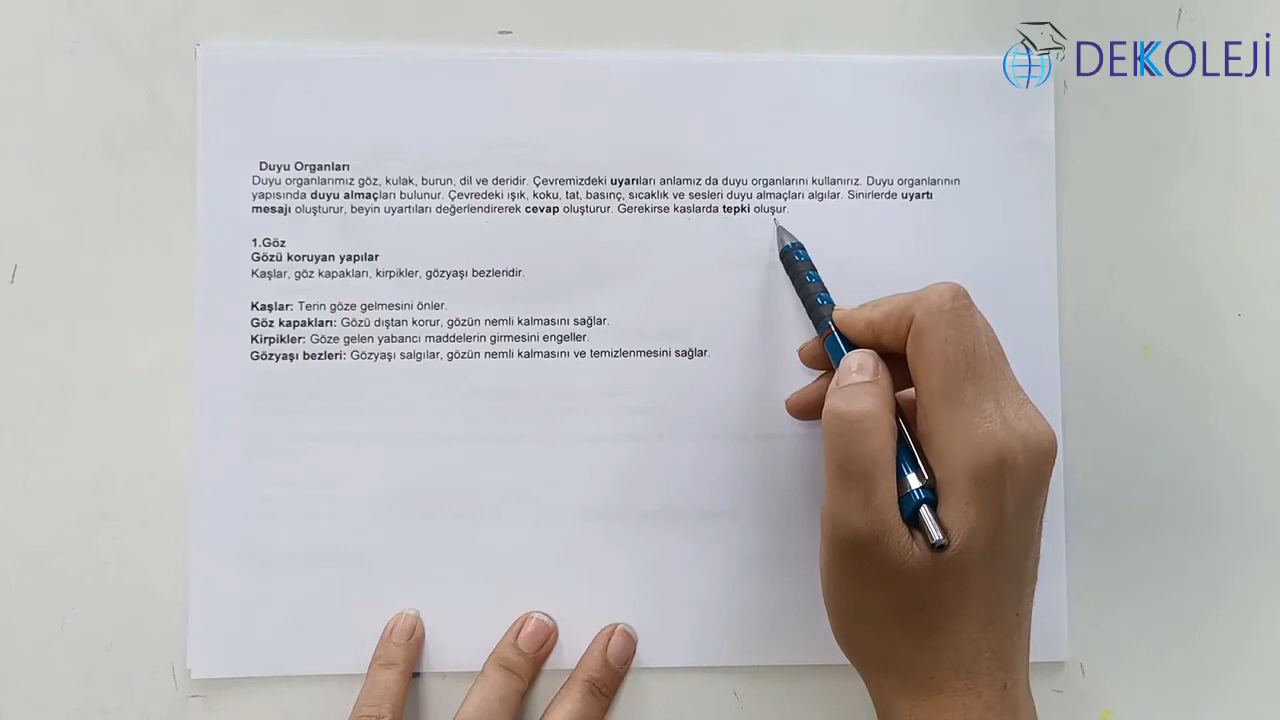 DEKKOLEJİ
Duyu Organları
Duyu organlarımız göz, kulak, burun, dil ve deridir. Çevremizdeki uyarıları anlamız da duyu organlarını kullanırız. Duyu organlarının
yapısında duyu almaçları bulunur. Çevredeki ışık, koku, tat, basınç, sıcaklık ve sesleri duyu almaçları algılar. Sinirlerde uyartı
mesajı oluşturur, beyin uyartıları değerlendirerek cevap oluşturur. Gerekirse kaslarda tepki oluşur.
1.Göz
Gözü koruyan yapılar
Kaşlar, göz kapakları, kirpikler, gözyaşı bezleridir.
Kaşlar: Terin göze gelmesini önler.
Göz kapakları: Gözü dıştan korur, gözün nemli kalmasını sağlar.
Kirpikler: Göze gelen yabancı maddelerin girmesini engeller.
Gözyaşı bezleri: Gözyaşı salgılar, gözün nemli kalmasını ve temizlenmesini sağlar.